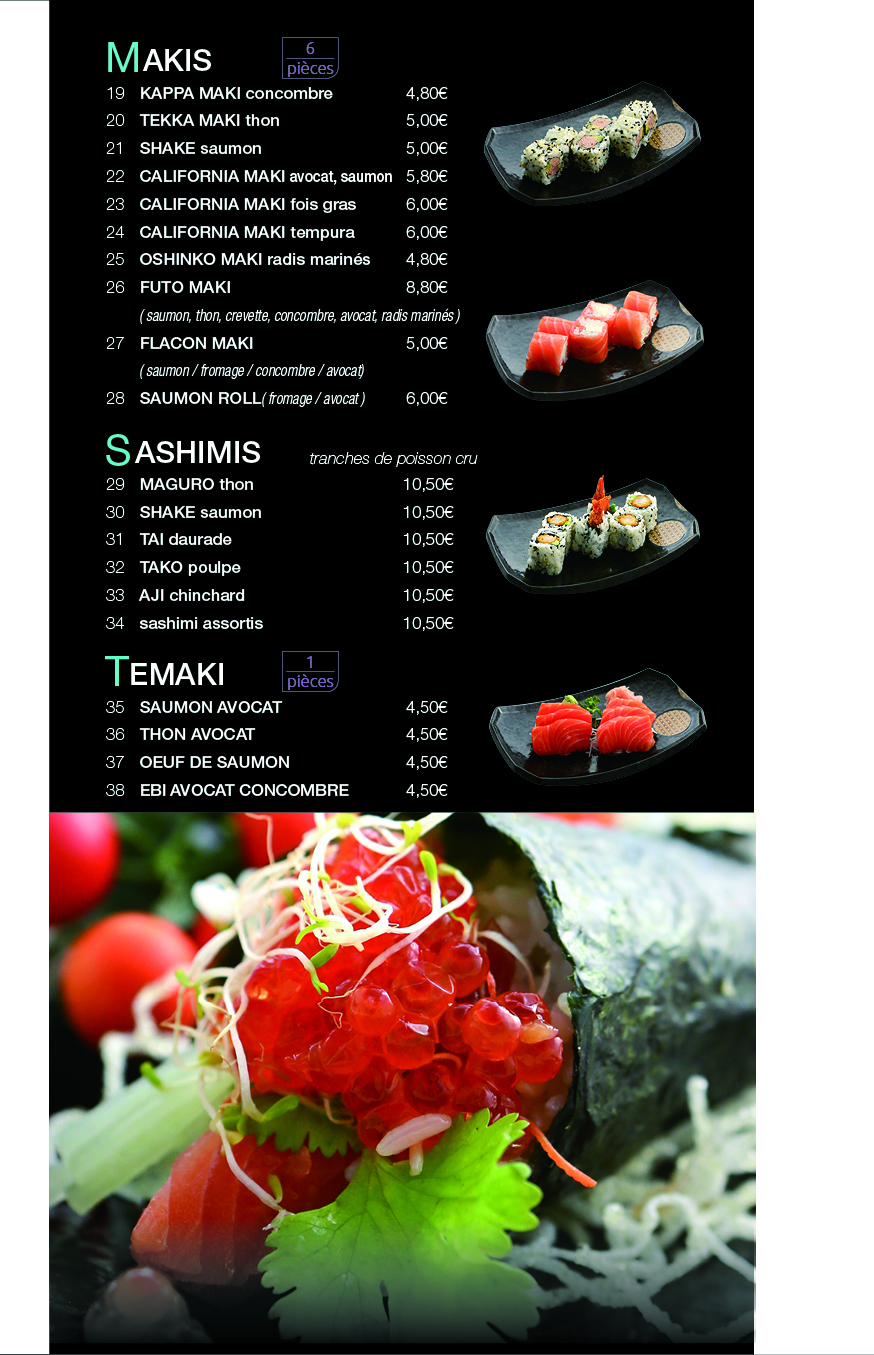 MAKIS 6 pièces
19 KAPPA MAKI concombre 4,80€
20 TEKKA MAKI thon 5,00€
21 SHAKE saumon 5,00€
22 CALIFORNIA MAKI avocat, saumon 5,80€
23 CALIFORNIA MAKI fois gras 6,00€
24 CALIFORNIA MAKI tempura 6,00€
25 OSHINKO MAKI radis marinés 4,80€
26 FUTO MAKI 8,80€
( saumon, thon, crevette, concombre, avocat, radis marinés )
27 FLACON MAKI 5,00€
( saumon / fromage / concombre / avocat)
28 SAUMON ROLL( fromage / avocat ) 6,00€
SASHIMIS tranches de poisson cru
29 MAGURO thon 10,50€
30 SHAKE saumon 10,50€
31 TAI daurade 10,50€
32 TAKO poulpe 10,50€
33 AJI chinchard 10,50€
34 sashimi assortis 10,50€
TEMAKI 1 pièces
35 SAUMON AVOCAT 4,50€
36 THON AVOCAT 4,50€
37 OEUF DE SAUMON 4,50€
38 EBI AVOCAT CONCOMBRE 4,50€